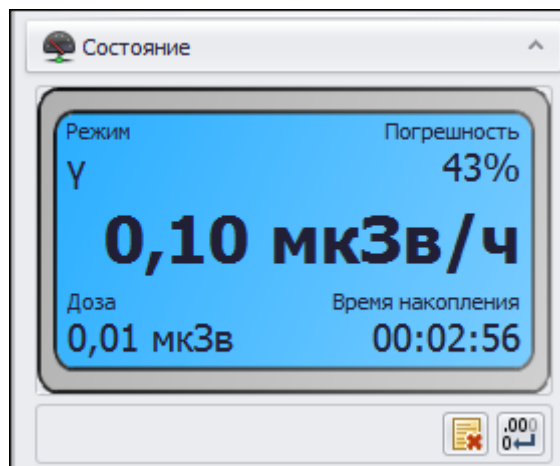 Состояние
Режим Погрешность
γ 43%
0,10 мкЗв/ч
Доза Время накопления
0,01 мкЗв 00:02:56
.000
0